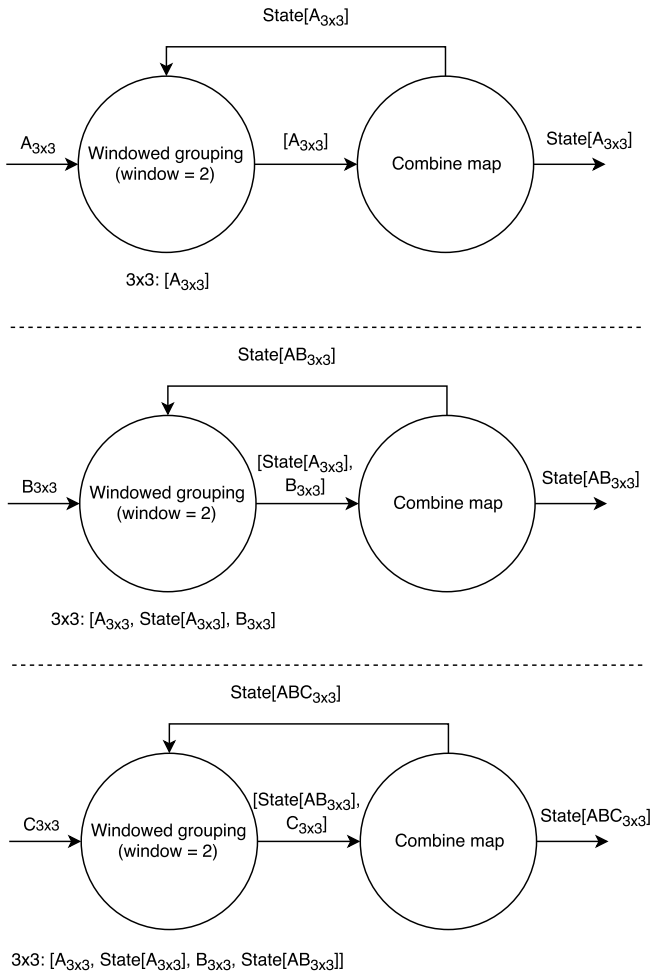 State[A3x3]
A3x3
Windowed grouping
(window = 2)
[A3x3]
Combine map
State[A3x3]
3x3: [A3x3]
State[AB3x3]
B3x3
Windowed grouping
(window = 2)
[State[A3x3],
B3x3]
Combine map
State[AB3x3]
3x3: [A3x3, State[A3x3], B3x3]
State[ABC3x3]
C3x3
Windowed grouping
(window = 2)
[State[AB3x3],
C3x3]
Combine map
State[ABC3x3]
3x3: [A3x3, State[A3x3], B3x3, State[AB3x3]]